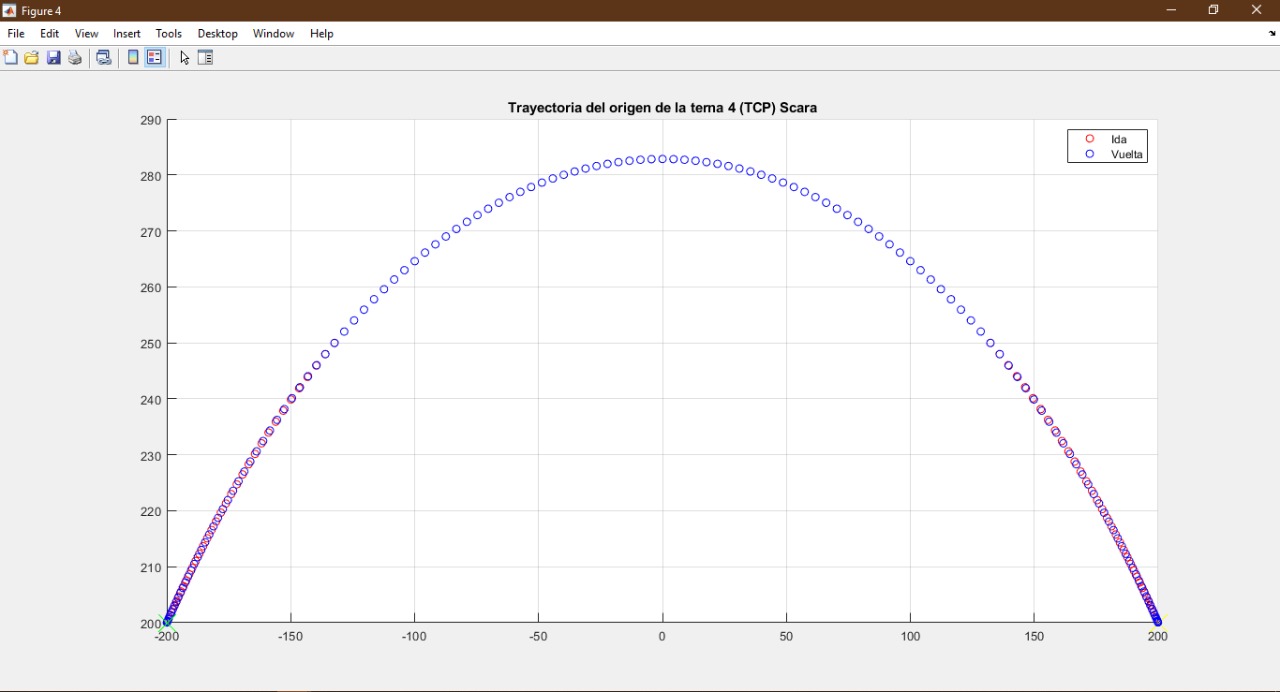 Figure 4
File Edit View Insert Tools Desktop Window Help
Trayectoria del origen de la terna 4 (TCP) Scara
290
280
270
260
250
240
230
220
210
200
-200 -150 -100 -50 0 50 100 150 200
Ida
Vuelta